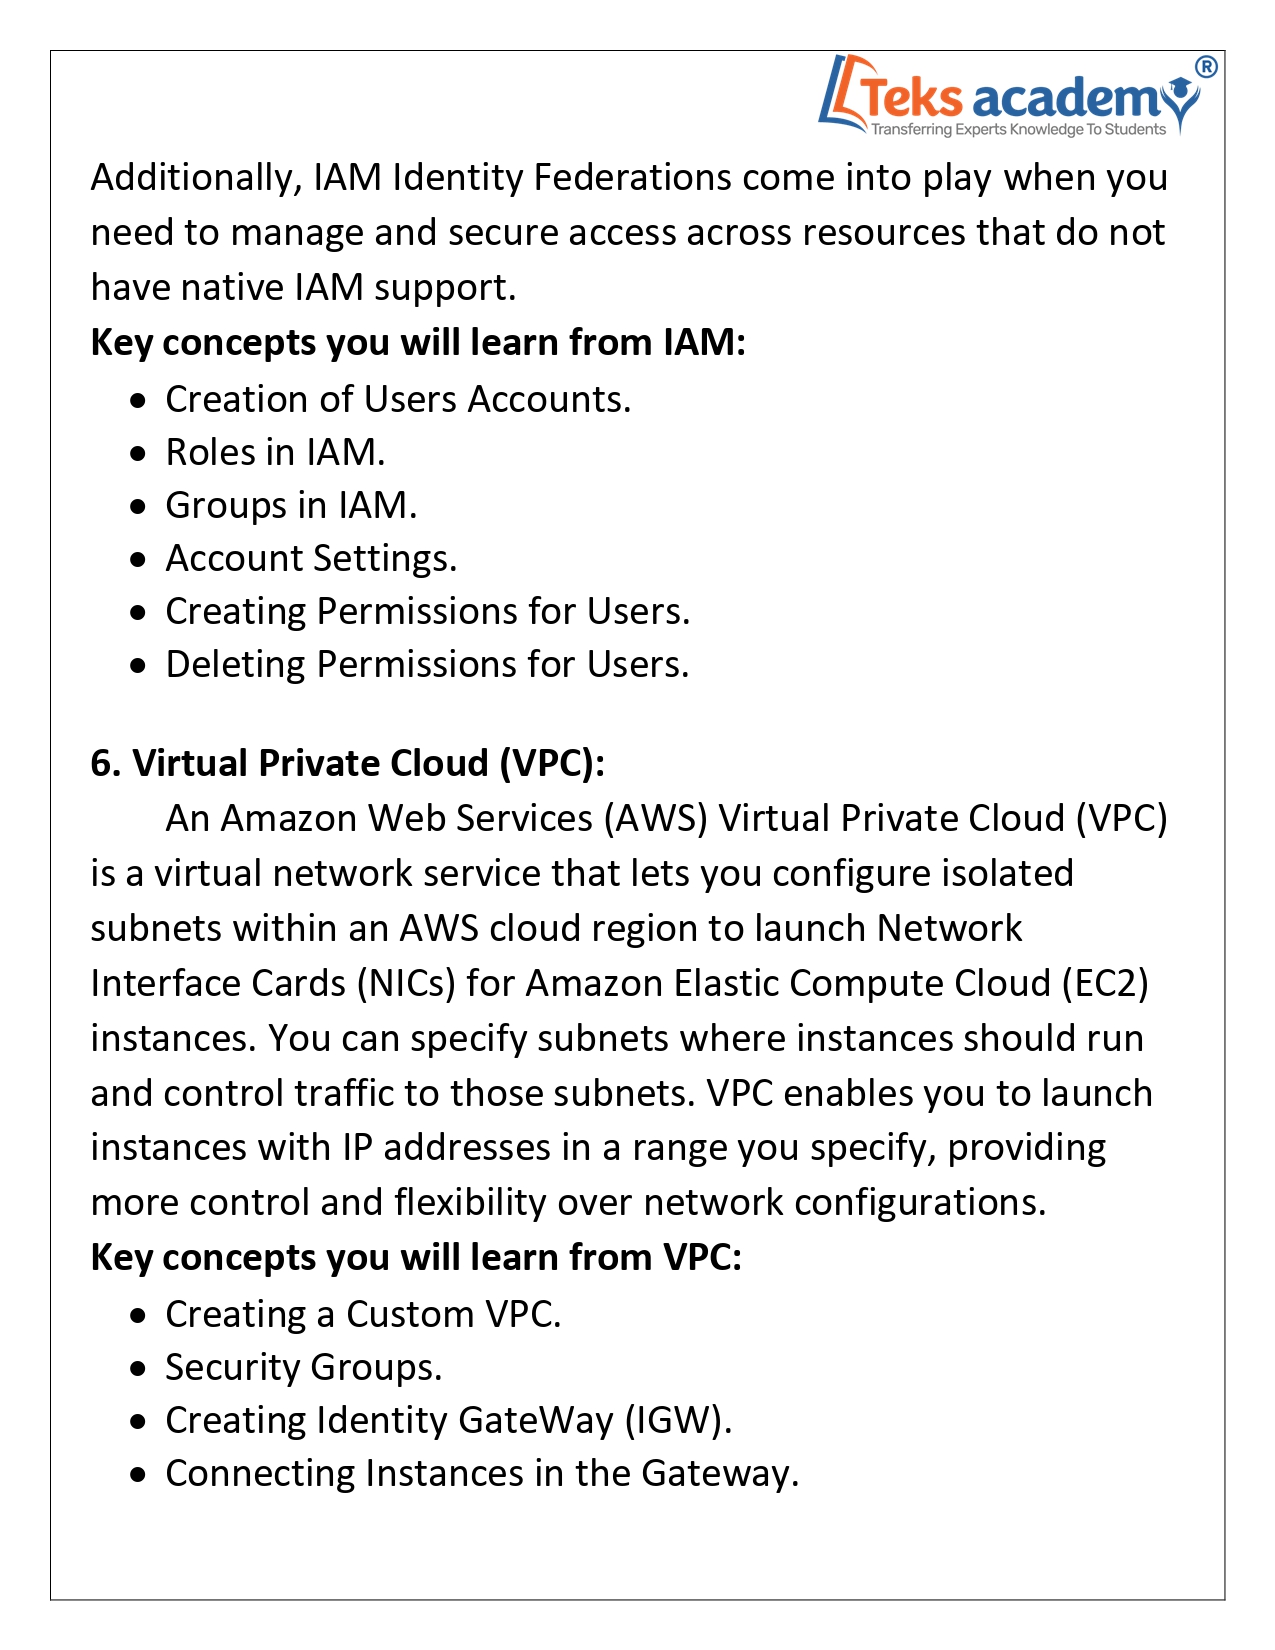 Teks academy ®
Transferring Experts Knowledge To Students
Additionally, IAM Identity Federations come into play when you
need to manage and secure access across resources that do not
have native IAM support.
Key concepts you will learn from IAM:
• Creation of Users Accounts.
• Roles in IAM.
• Groups in IAM.
• Account Settings.
• Creating Permissions for Users.
• Deleting Permissions for Users.
6. Virtual Private Cloud (VPC):
An Amazon Web Services (AWS) Virtual Private Cloud (VPC)
is a virtual network service that lets you configure isolated
subnets within an AWS cloud region to launch Network
Interface Cards (NICs) for Amazon Elastic Compute Cloud (EC2)
instances. You can specify subnets where instances should run
and control traffic to those subnets. VPC enables you to launch
instances with IP addresses in a range you specify, providing
more control and flexibility over network configurations.
Key concepts you will learn from VPC:
• Creating a Custom VPC.
• Security Groups.
• Creating Identity GateWay (IGW).
• Connecting Instances in the Gateway.